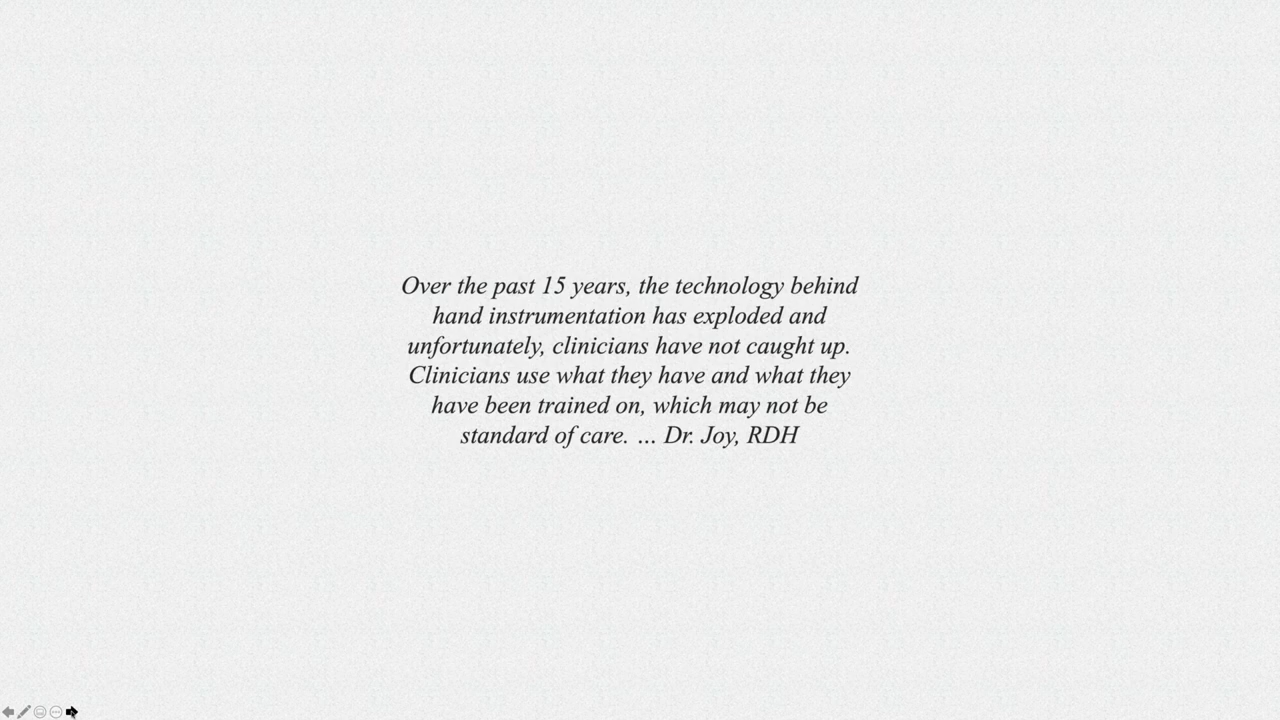 Over the past 15 years, the technology behind
hand instrumentation has exploded and
unfortunately, clinicians have not caught up.
Clinicians use what they have and what they
have been trained on, which may not be
standard of care. ... Dr. Joy, RDH